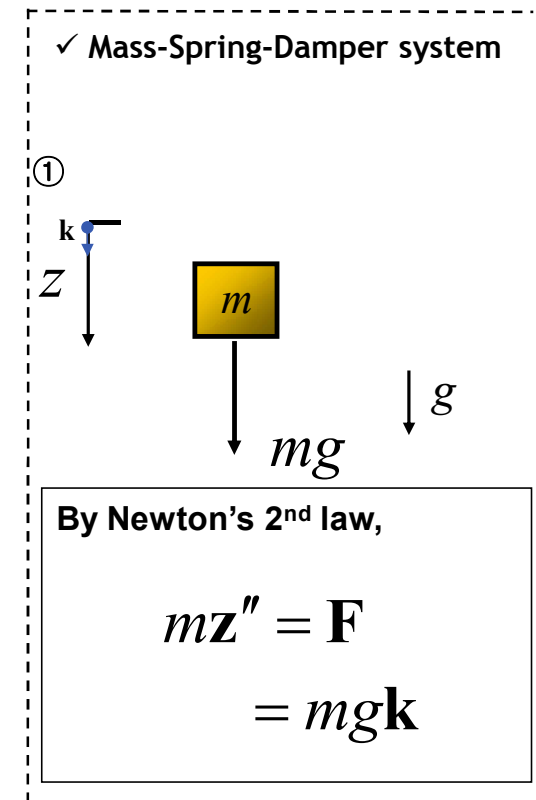 ✓ Mass-Spring-Damper system
①
k
z
m
g
mg
By Newton's 2nd law,
mz″ = F
= mgk